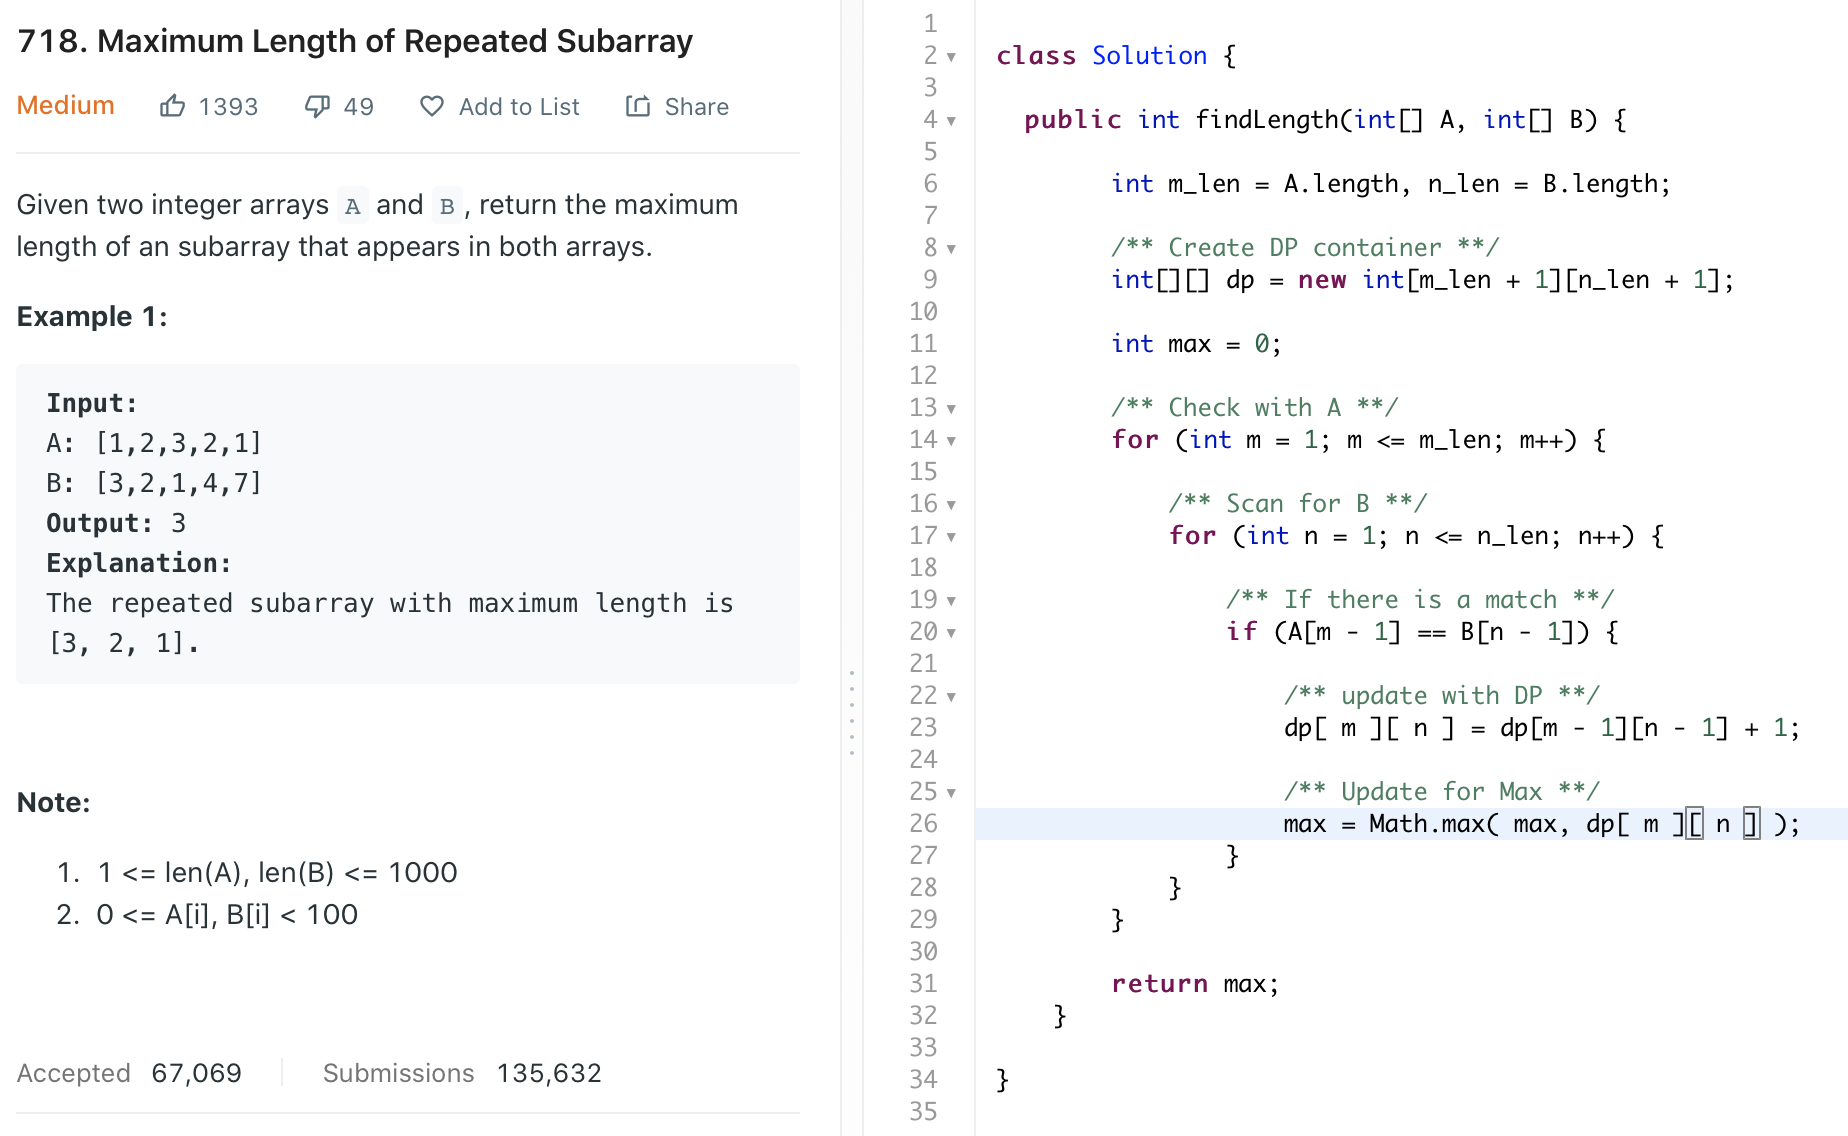 718. Maximum Length of Repeated Subarray
Medium 1393 49 Add to List Share
Given two integer arrays A and B, return the maximum
length of an subarray that appears in both arrays.
Example 1:
Input:
A: [1,2,3,2,1]
B: [3,2,1,4,7]
Output: 3
Explanation:
The repeated subarray with maximum length is
[3, 2, 1].
Note:
1. 1 <= len(A), len(B) <= 1000
2. 0 <= A[i], B[i] < 100
Accepted 67,069 Submissions 135,632
1
2 class Solution {
3
4 public int findLength(int[] A, int[] B) {
5
6 int m_len = A.length, n_len = B.length;
7
8 /** Create DP container **/
9 int[][] dp = new int[m_len + 1][n_len + 1];
10
11 int max = 0;
12
13 /** Check with A **/
14 for (int m = 1; m <= m_len; m++) {
15
16 /** Scan for B **/
17 for (int n = 1; n <= n_len; n++) {
18
19 /** If there is a match **/
20 if (A[m - 1] == B[n - 1]) {
21
22 /** update with DP **/
23 dp[ m ][ n ] = dp[m - 1][n - 1] + 1;
24
25 /** Update for Max **/
26 max = Math.max( max, dp[ m ][ n ] );
27 }
28 }
29 }
30
31 return max;
32 }
33
34 }
35